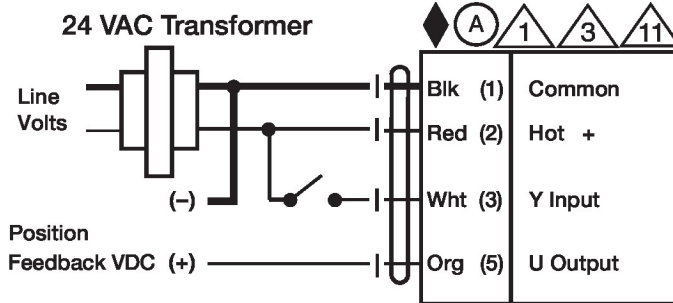 24 VAC Transformer
A 1 3 11
Line
Volts
Blk (1) Common
Red (2) Hot +
(-)
Wht (3) Y Input
Position
Feedback VDC (+)
Org (5) U Output